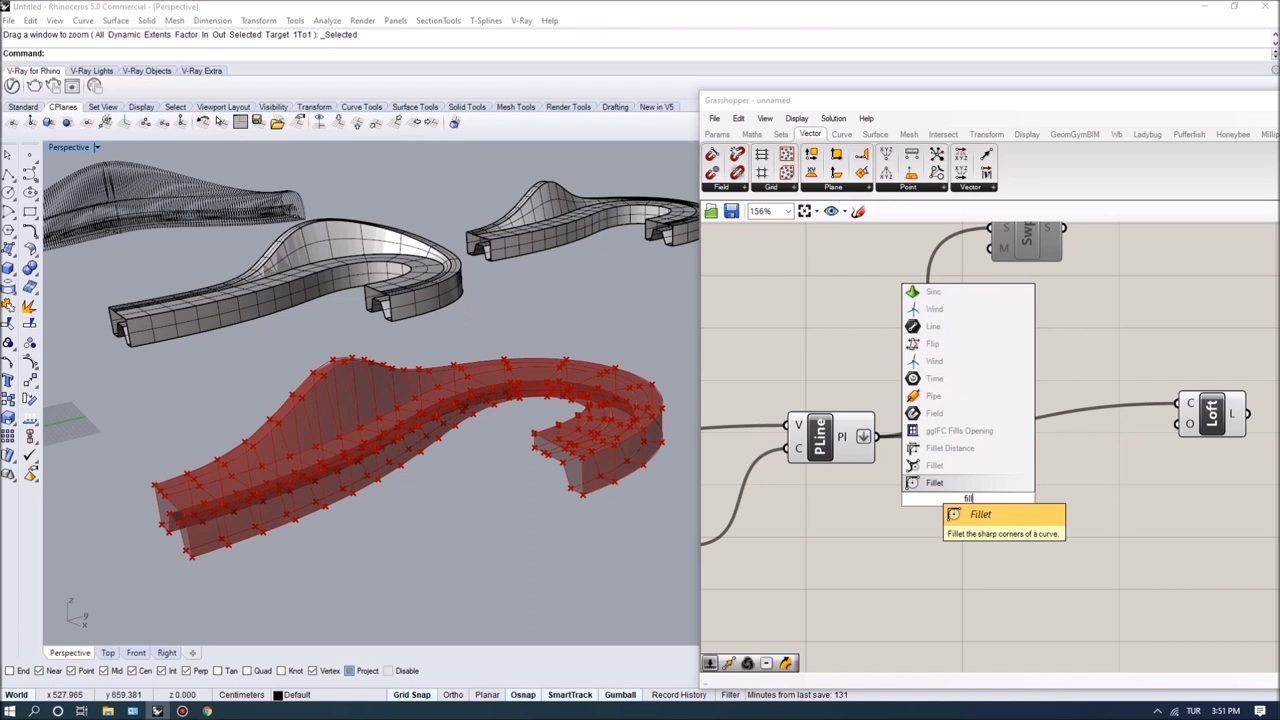 Untitled - Rhinoceros 5.0 Commercial - [Perspective]
File Edit View Curve Surface Solid Mesh Dimension Transform Tools Analyze Render Panels SectionTools T-Splines V-Ray Help
Drag a window to zoom ( All Dynamic Extents Factor In Out Selected Target 1To1 ): _Selected
Command:
V-Ray for Rhino V-Ray Lights V-Ray Objects V-Ray Extra
Standard CPlanes Set View Display Select Viewport Layout Visibility Transform Curve Tools Surface Tools Solid Tools Mesh Tools Render Tools Drafting New in V5
Perspective
Grasshopper - unnamed
File Edit View Display Solution Help
Params Maths Sets Vector Curve Surface Mesh Intersect Transform Display GeomGymBIM Wb Ladybug Pufferfish Honeybee
Field Grid Plane Point Vector
156%
S S
M
Swp
Sinc
Wind
Line
Flip
Wind
Time
Pipe
Field
ggIFC Fills Opening
Fillet Distance
Fillet
Fillet
fill
Fillet
Fillet the sharp corners of a curve.
V
C
PLine
Pl
C
O
Loft
L
z
y
x
Perspective Top Front Right
End Near Point Mid Cen Int Perp Tan Quad Knot Vertex Project Disable
World x 527.965 y 659.381 z 0.000 Centimeters Default Grid Snap Ortho Planar Osnap SmartTrack Gumball Record History Filter Minutes from last save: 131
TUR 3:51 PM